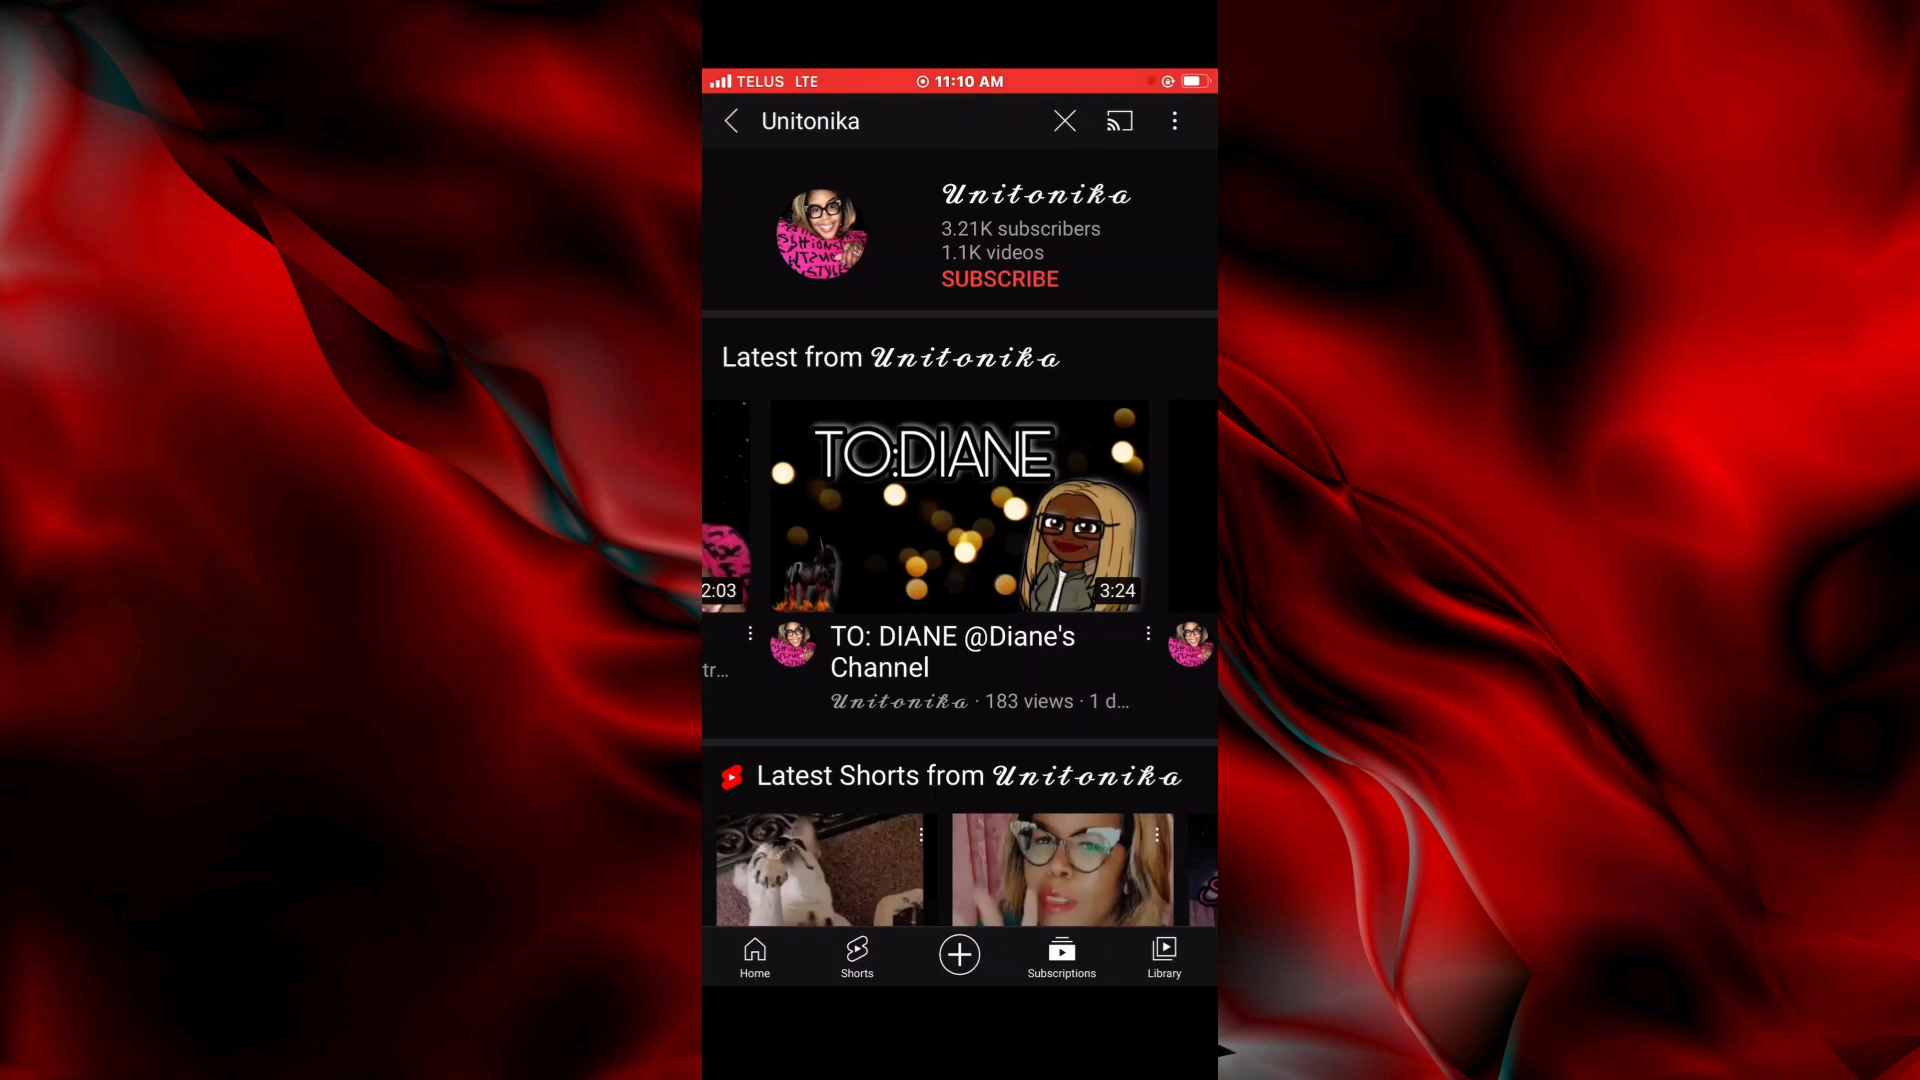 TELUS LTE 11:10 AM
Unitonika
𝓤𝓷𝓲𝓽𝓸𝓷𝓲𝓴𝓪
3.21K subscribers
1.1K videos
SUBSCRIBE
Latest from 𝓤𝓷𝓲𝓽𝓸𝓷𝓲𝓴𝓪
TO:DIANE
2:03
3:24
TO: DIANE @Diane's
Channel
tr...
𝓤𝓷𝓲𝓽𝓸𝓷𝓲𝓴𝓪 · 183 views · 1 d...
Latest Shorts from 𝓤𝓷𝓲𝓽𝓸𝓷𝓲𝓴𝓪
Home Shorts Subscriptions Library